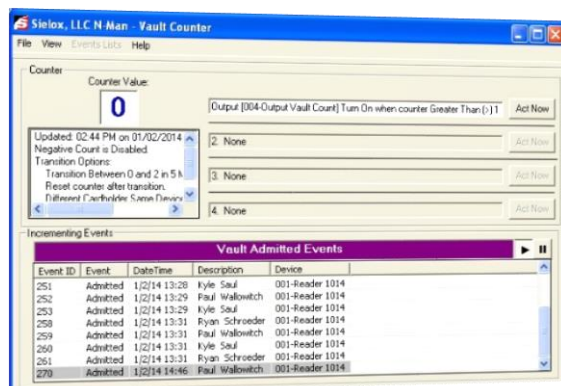 Sielox, LLC N-Man - Vault Counter
File View Events Lists Help
Counter
Counter Value:
0
Updated: 02:44 PM on 01/02/2014
Negative Count is Disabled.
Transition Options:
Transition Between 0 and 2 in 5 M
Reset counter after transition.
Different Cardholder Same Device
Output [004-Output Vault Count] Turn On when counter Greater Than (>) 1
Act Now
2. None
Act Now
3. None
Act Now
4. None
Act Now
Incrementing Events
Vault Admitted Events
Event ID Event DateTime Description Device
251 Admitted 1/2/14 13:28 Kyle Saul 001-Reader 1014
252 Admitted 1/2/14 13:29 Paul Wallowitch 001-Reader 1014
253 Admitted 1/2/14 13:29 Kyle Saul 001-Reader 1014
258 Admitted 1/2/14 13:31 Ryan Schroeder 001-Reader 1014
259 Admitted 1/2/14 13:31 Paul Wallowitch 001-Reader 1014
260 Admitted 1/2/14 13:31 Kyle Saul 001-Reader 1014
261 Admitted 1/2/14 13:31 Ryan Schroeder 001-Reader 1014
270 Admitted 1/2/14 14:46 Paul Wallowitch 001-Reader 1014